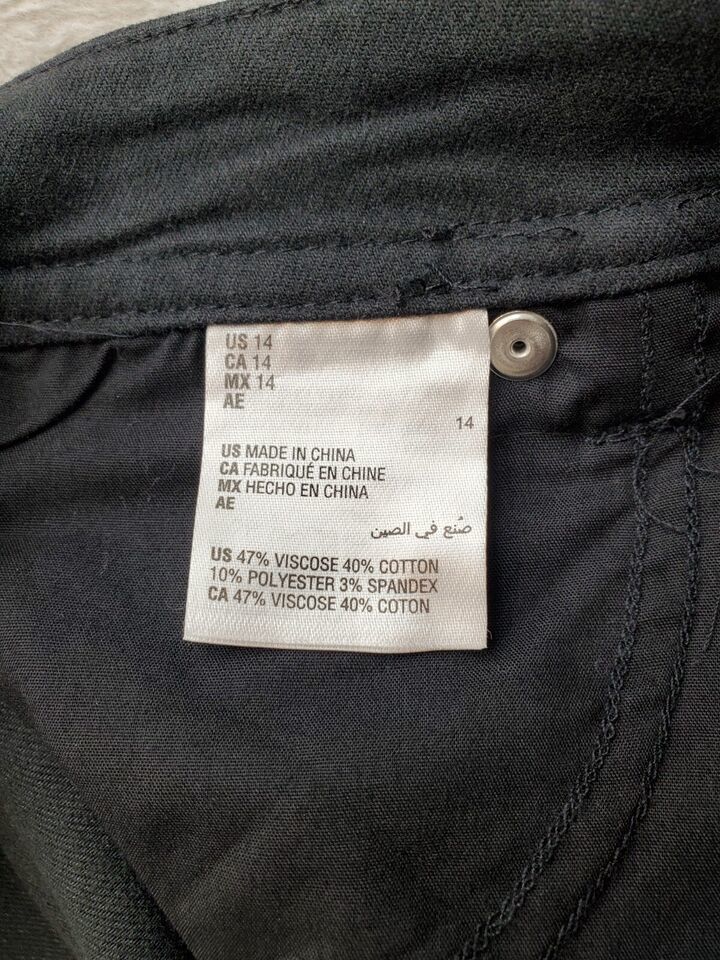 US 14
CA 14
MX 14
AE
14
US MADE IN CHINA
CA FABRIQUÉ EN CHINE
MX HECHO EN CHINA
AE
صُنع في الصين
US 47% VISCOSE 40% COTTON
10% POLYESTER 3% SPANDEX
CA 47% VISCOSE 40% COTON